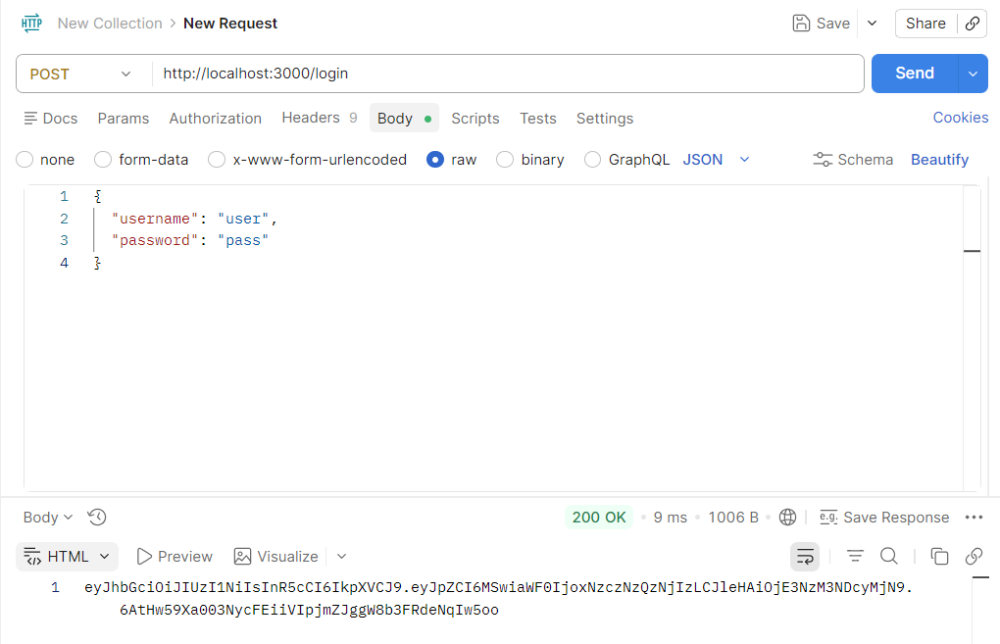 HTTP New Collection > New Request Save Share
POST http://localhost:3000/login Send
Docs Params Authorization Headers 9 Body Scripts Tests Settings Cookies
none form-data x-www-form-urlencoded raw binary GraphQL JSON Schema Beautify
1 {
2 "username": "user",
3 "password": "pass"
4 }
Body 200 OK • 9 ms • 1006 B • e.g. Save Response
HTML Preview Visualize
1 eyJhbGciOiJIUzI1NiIsInR5cCI6IkpXVCJ9.eyJpZCI6MSwiaWF0IjoxNzczNzQzNjIzLCJleHAiOjE3NzM3NDcyMjN9.
6AtHw59Xa003NycFEiiVIpjmZJggW8b3FRdeNqIw5oo